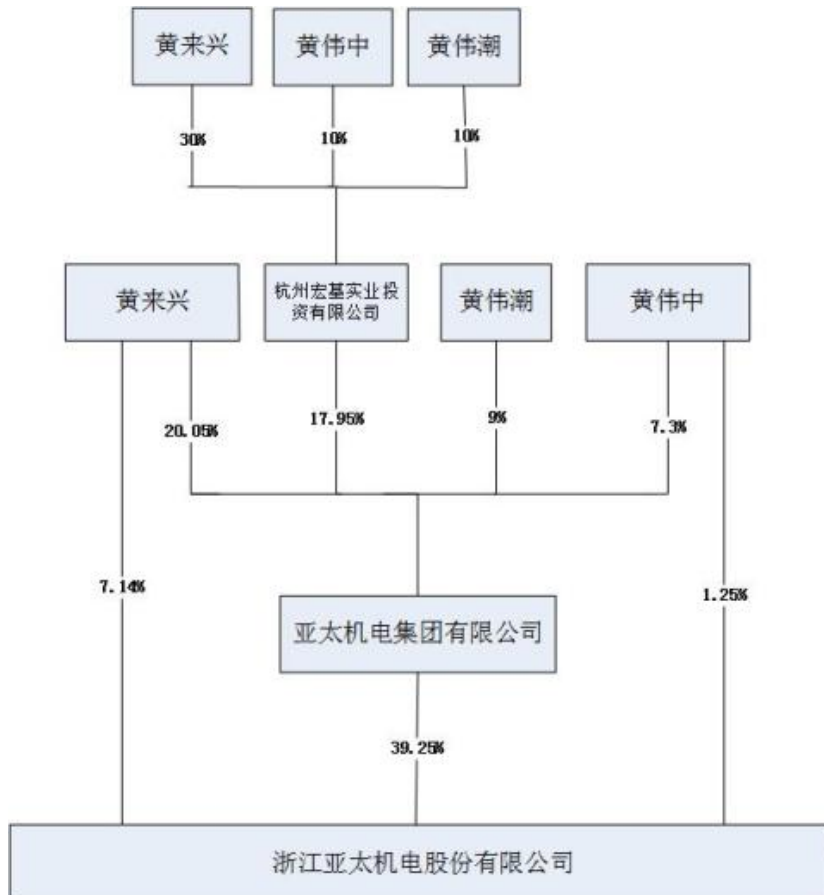 黄来兴
黄伟中
黄伟潮
30%
10%
10%
黄来兴
杭州宏基实业投
资有限公司
黄伟潮
黄伟中
20.05%
17.95%
9%
7.3%
7.14%
1.25%
亚太机电集团有限公司
39.25%
浙江亚太机电股份有限公司